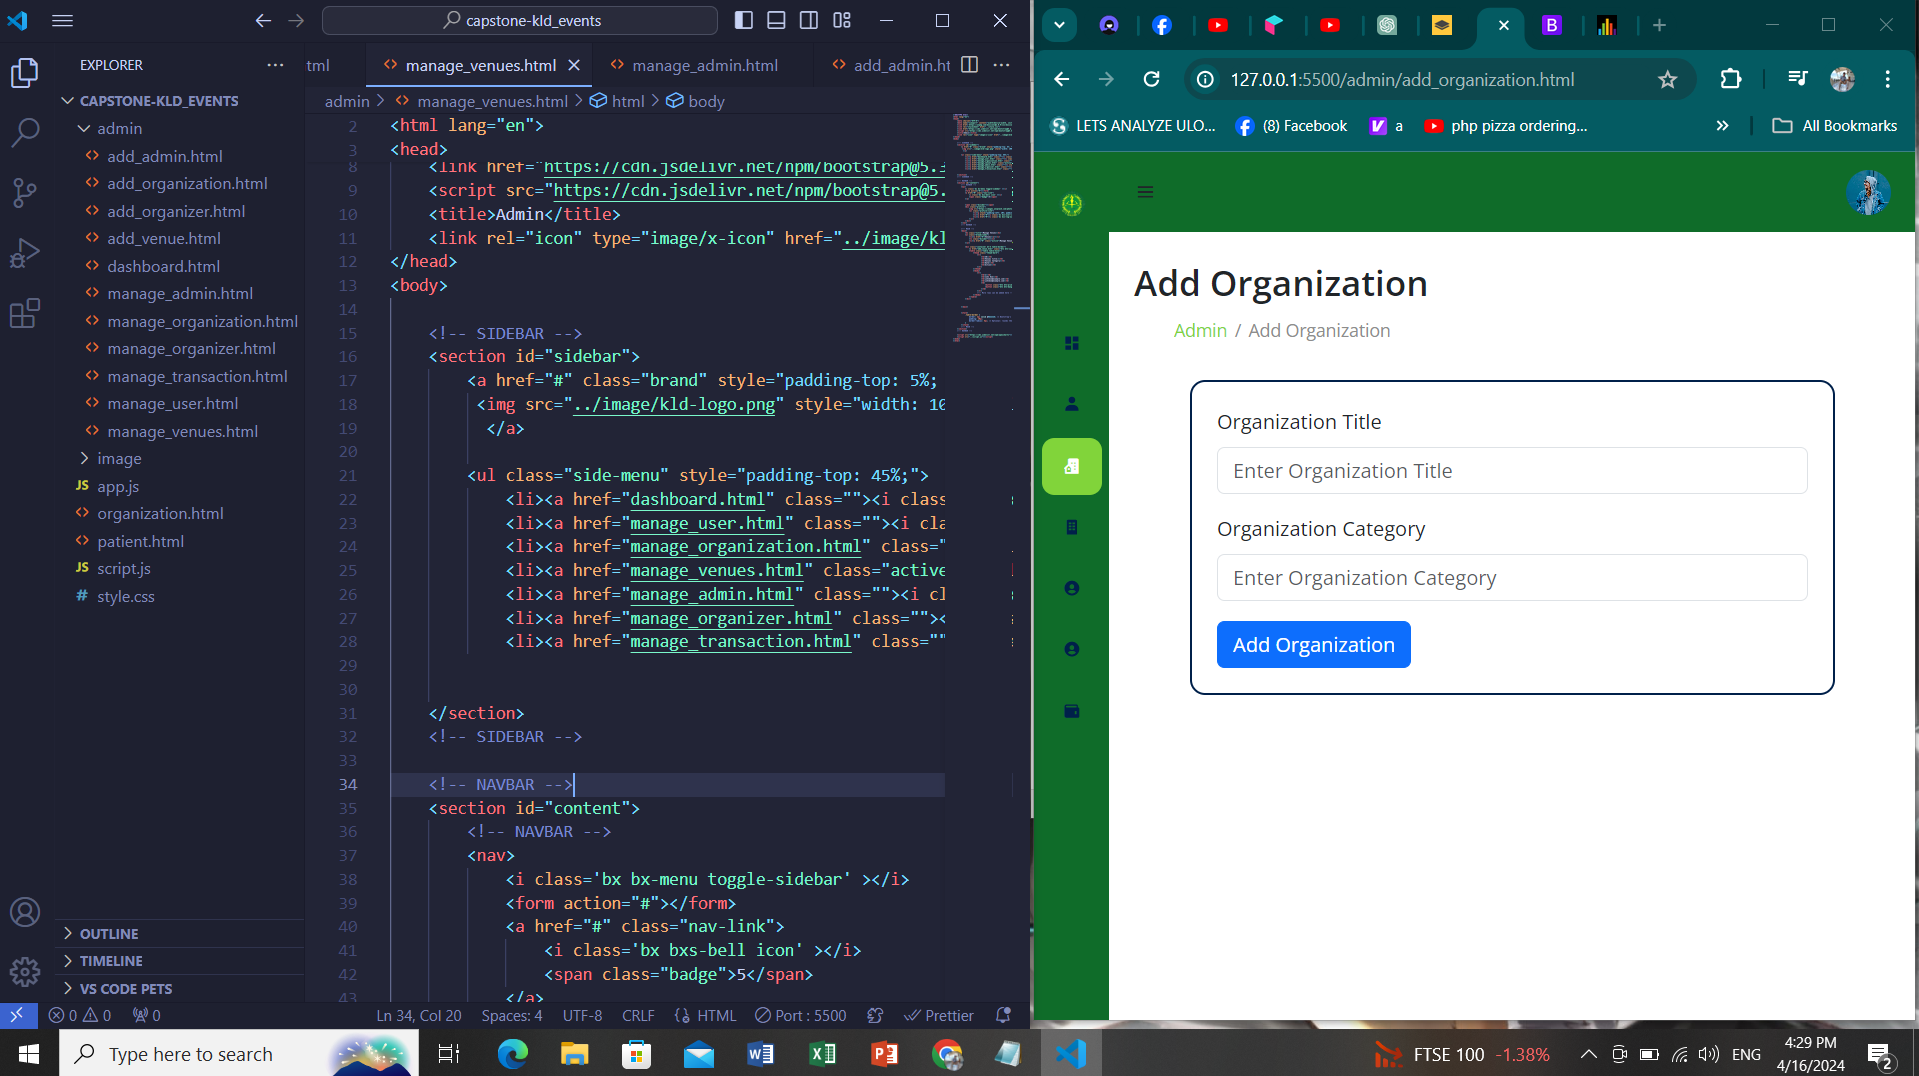 capstone-kld_events
EXPLORER
CAPSTONE-KLD_EVENTS
admin
add_admin.html
add_organization.html
add_organizer.html
add_venue.html
dashboard.html
manage_admin.html
manage_organization.html
manage_organizer.html
manage_transaction.html
manage_user.html
manage_venues.html
image
JS app.js
organization.html
patient.html
JS script.js
# style.css
OUTLINE
TIMELINE
VS CODE PETS
tml manage_venues.html manage_admin.html add_admin.ht
admin > manage_venues.html > html > body
2 <html lang="en">
3 <head>
8 <link href="https://cdn.jsdelivr.net/npm/bootstrap@5.3
9 <script src="https://cdn.jsdelivr.net/npm/bootstrap@5.
10 <title>Admin</title>
11 <link rel="icon" type="image/x-icon" href="../image/kl
12 </head>
13 <body>
14
15 <!-- SIDEBAR -->
16 <section id="sidebar">
17 <a href="#" class="brand" style="padding-top: 5%;
18 <img src="../image/kld-logo.png" style="width: 10
19 </a>
20
21 <ul class="side-menu" style="padding-top: 45%;">
22 <li><a href="dashboard.html" class=""><i clas
23 <li><a href="manage_user.html" class=""><i cla
24 <li><a href="manage_organization.html" class="
25 <li><a href="manage_venues.html" class="active
26 <li><a href="manage_admin.html" class=""><i cl
27 <li><a href="manage_organizer.html" class=""><
28 <li><a href="manage_transaction.html" class=""
29
30
31 </section>
32 <!-- SIDEBAR -->
33
34 <!-- NAVBAR -->
35 <section id="content">
36 <!-- NAVBAR -->
37 <nav>
38 <i class='bx bx-menu toggle-sidebar' ></i>
39 <form action="#"></form>
40 <a href="#" class="nav-link">
41 <i class='bx bxs-bell icon' ></i>
42 <span class="badge">5</span>
43 </a>
0 0 0 Ln 34, Col 20 Spaces: 4 UTF-8 CRLF HTML Port : 5500 Prettier
B
127.0.0.1:5500/admin/add_organization.html
LETS ANALYZE ULO... (8) Facebook a php pizza ordering... All Bookmarks
Add Organization
Admin / Add Organization
Organization Title
Enter Organization Title
Organization Category
Enter Organization Category
Add Organization
Type here to search
FTSE 100 -1.38%
ENG
4:29 PM
4/16/2024
2